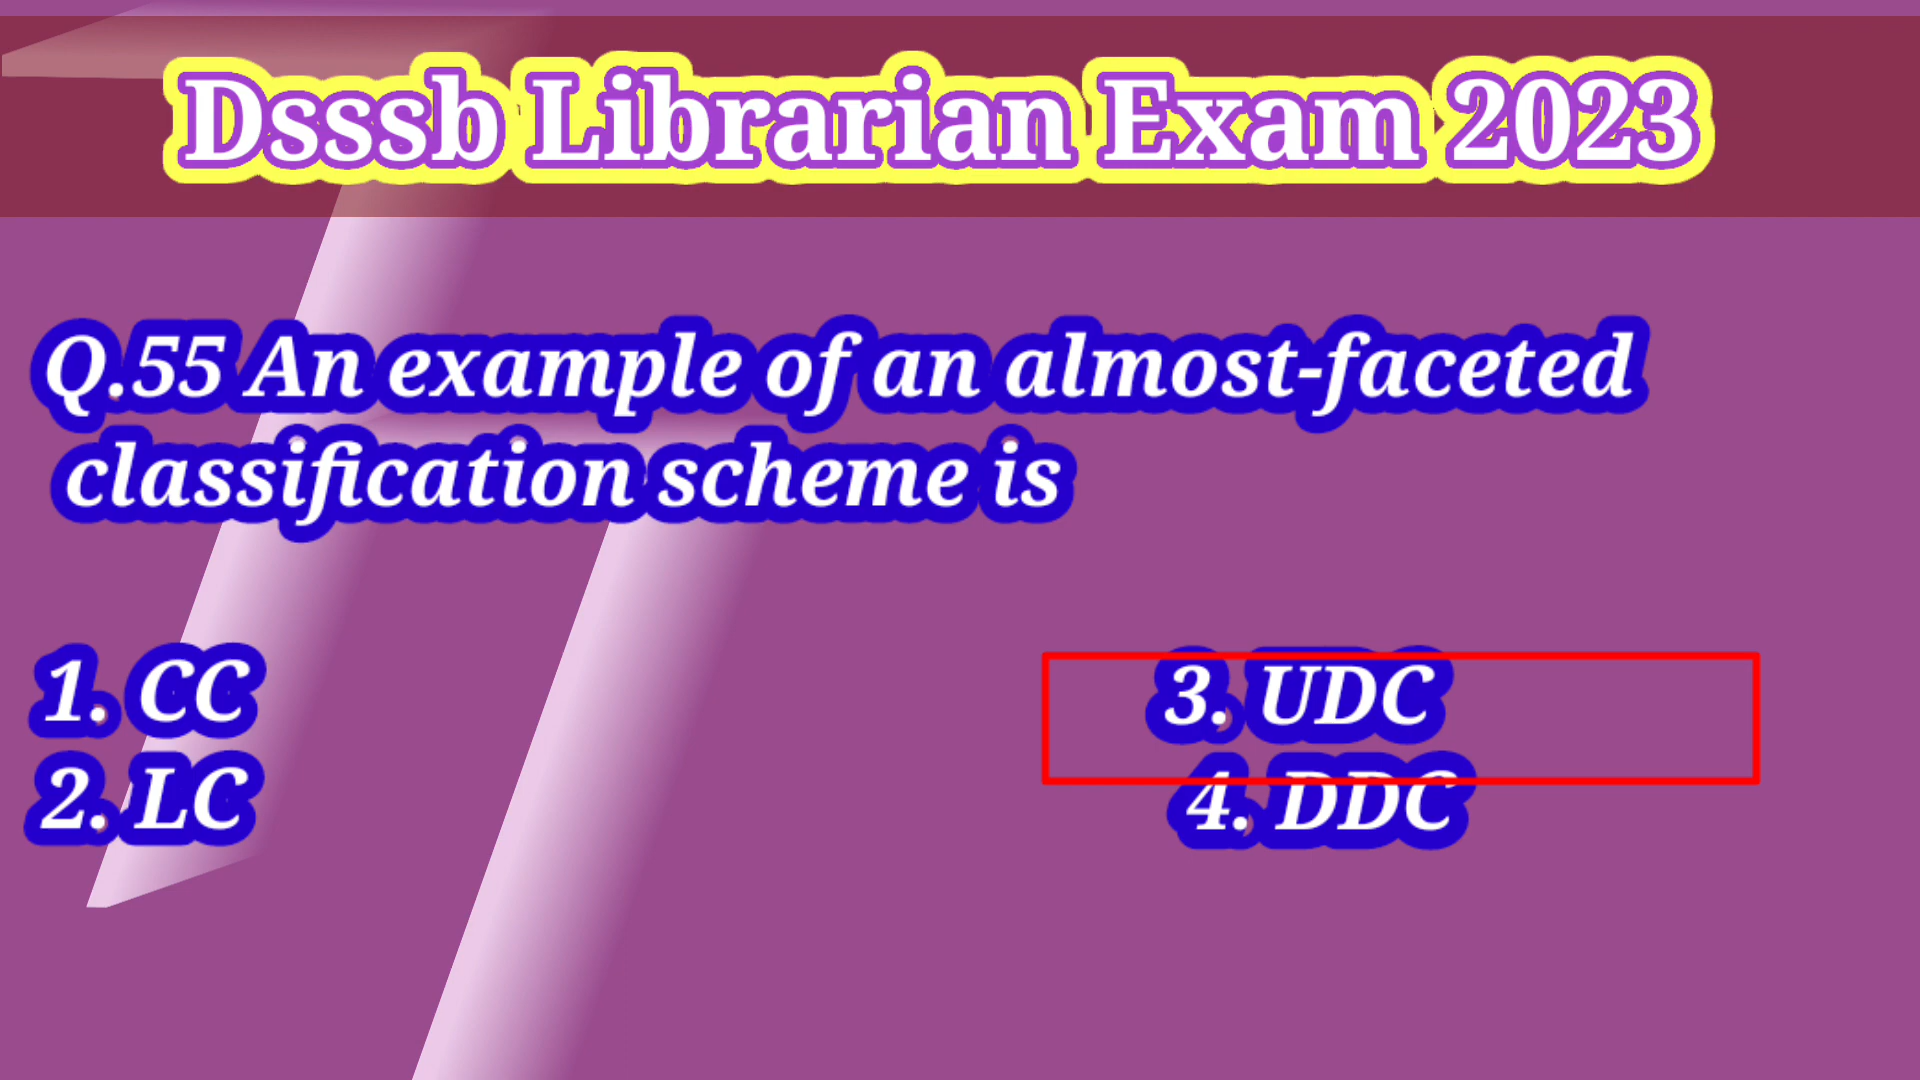 Dsssb Librarian Exam 2023
Q.55 An example of an almost-faceted
classification scheme is
1. CC
2. LC
3. UDC
4. DDC